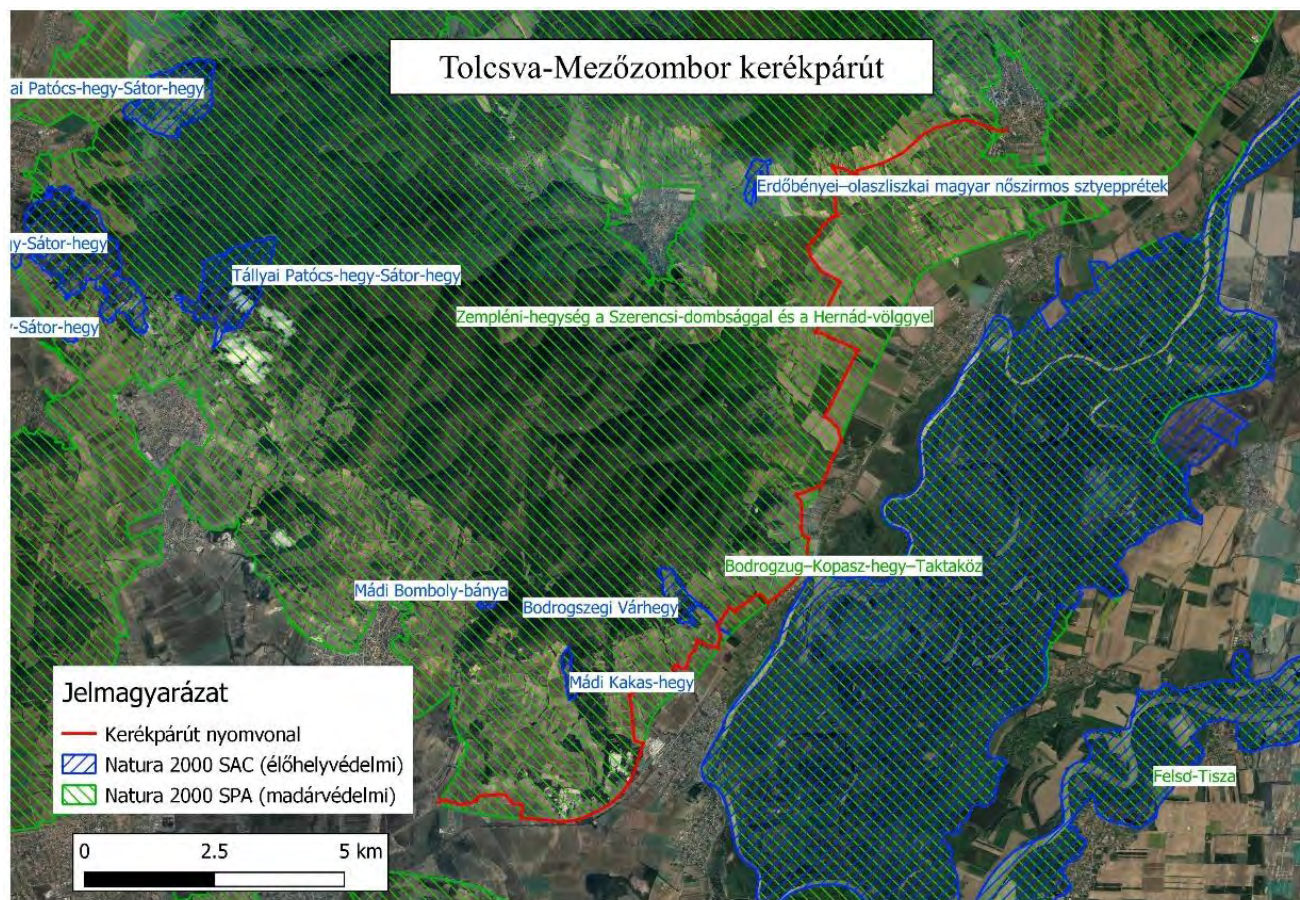 Tolcsva-Mezőzombor kerékpárút
ai Patócs-hegy-Sátor-hegy
Erdőbényei–olaszliszkai magyar nőszirmos sztyepprétek
gy-Sátor-hegy
Tállyai Patócs-hegy-Sátor-hegy
Zempléni-hegység a Szerencsi-dombsággal és a Hernád-völggyel
-Sátor-hegy
Bodrogzug–Kopasz-hegy–Taktaköz
Mádi Bomboly-bánya
Bodrogszegi Várhegy
Mádi Kakas-hegy
Felső-Tisza
Jelmagyarázat
Kerékpárút nyomvonal
Natura 2000 SAC (élőhelyvédelmi)
Natura 2000 SPA (madárvédelmi)
0 2.5 5 km